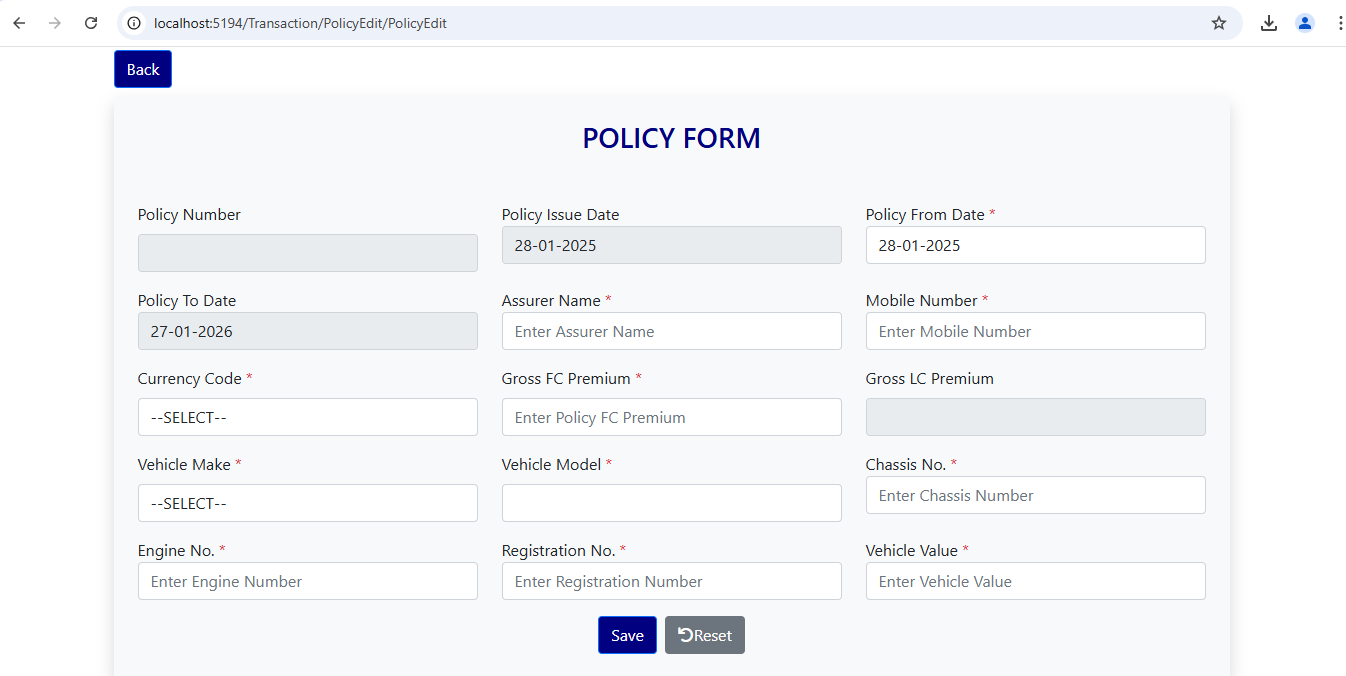 localhost:5194/Transaction/PolicyEdit/PolicyEdit
Back
POLICY FORM
Policy Number
Policy Issue Date
28-01-2025
Policy From Date *
28-01-2025
Policy To Date
27-01-2026
Assurer Name *
Enter Assurer Name
Mobile Number *
Enter Mobile Number
Currency Code *
--SELECT--
Gross FC Premium *
Enter Policy FC Premium
Gross LC Premium
Vehicle Make *
--SELECT--
Vehicle Model *
Chassis No. *
Enter Chassis Number
Engine No. *
Enter Engine Number
Registration No. *
Enter Registration Number
Vehicle Value *
Enter Vehicle Value
Save
Reset